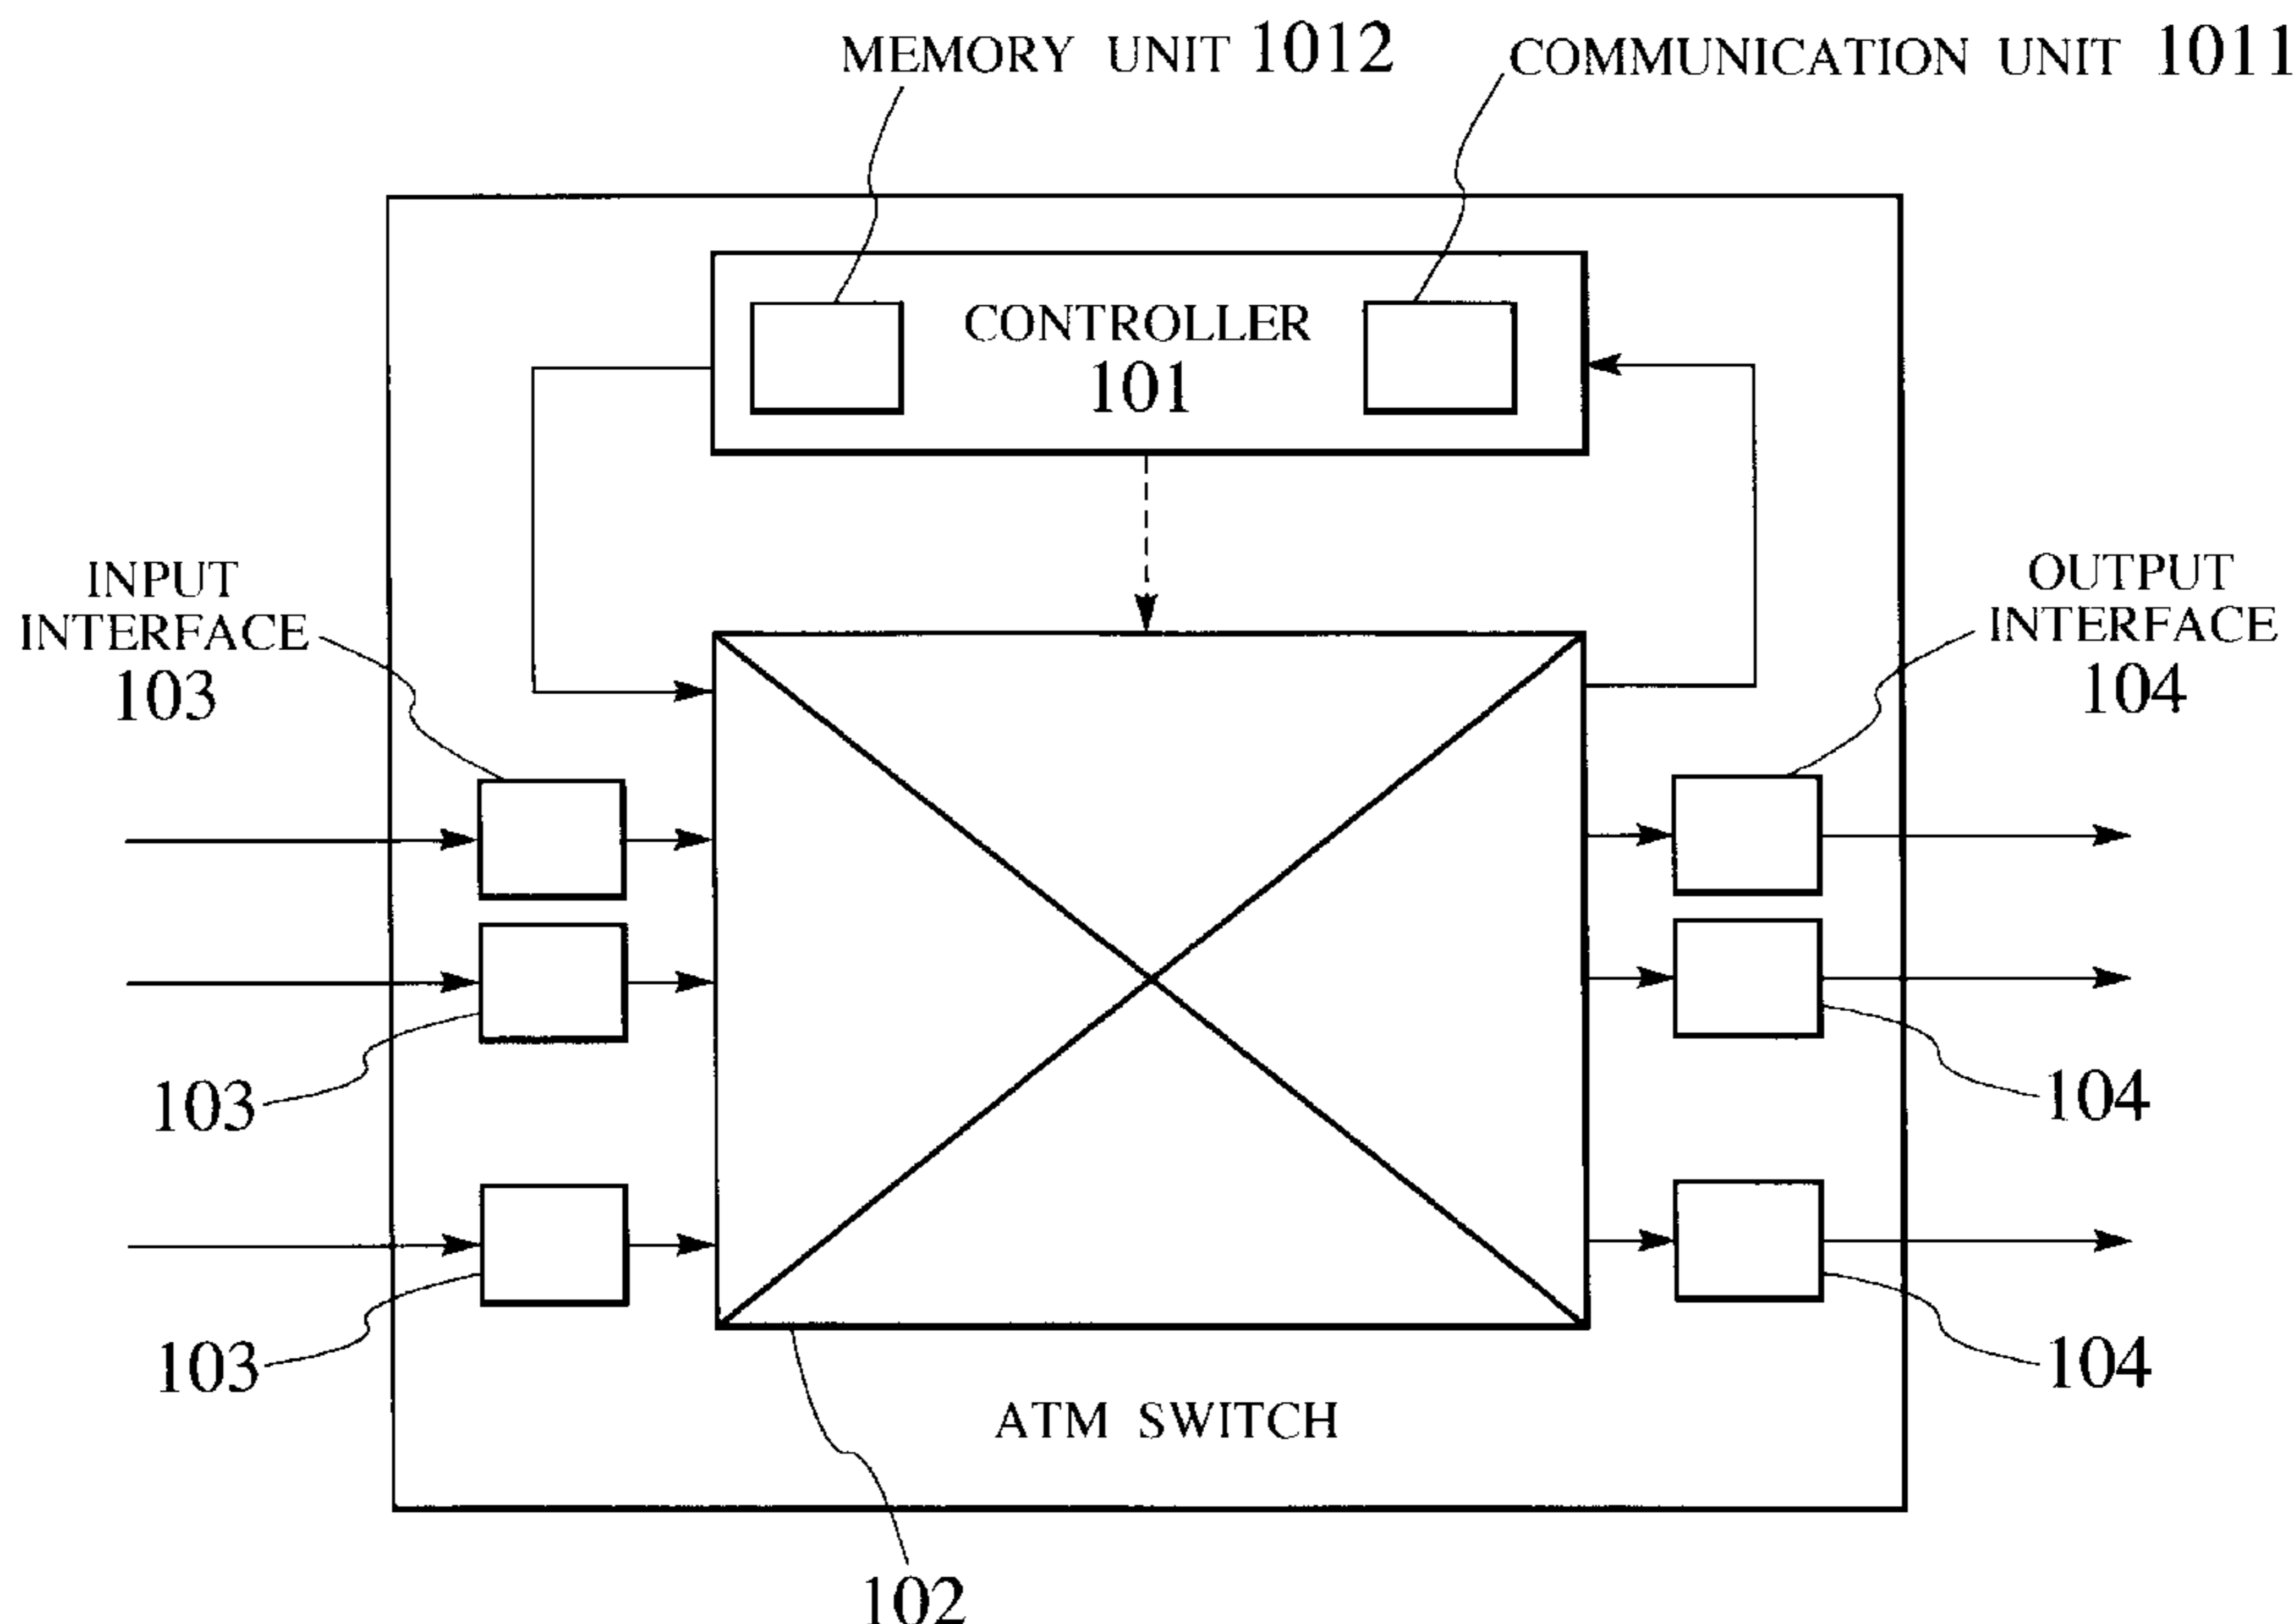 MEMORY UNIT 1012
COMMUNICATION UNIT 1011
CONTROLLER
101
INPUT
INTERFACE
103
OUTPUT
INTERFACE
104
103
104
103
104
ATM SWITCH
102